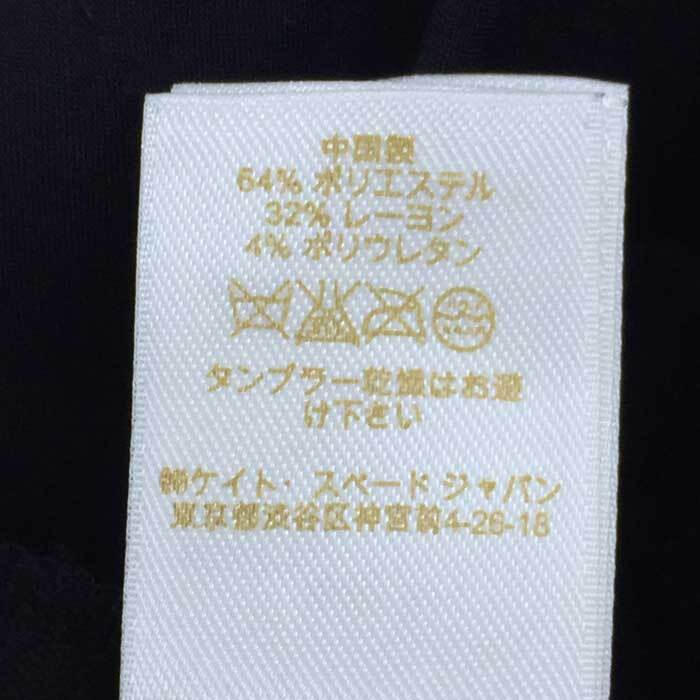 中国製
64% ポリエステル
32% レーヨン
4% ポリウレタン
タンブラー乾燥はお避
け下さい
㈱ケイト・スペード ジャパン
東京都渋谷区神宮前4-26-18